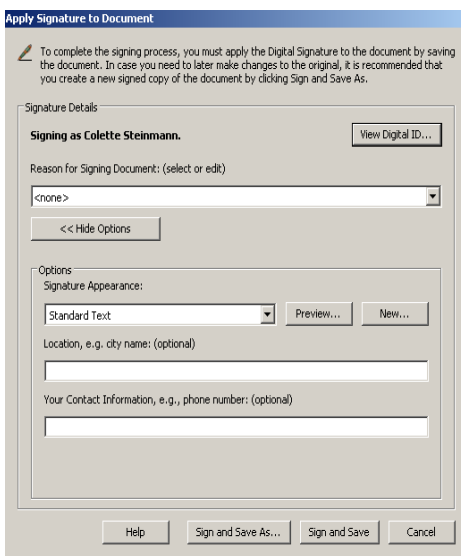 Apply Signature to Document
To complete the signing process, you must apply the Digital Signature to the document by saving
the document. In case you need to later make changes to the original, it is recommended that
you create a new signed copy of the document by clicking Sign and Save As.
Signature Details
Signing as Colette Steinmann.
View Digital ID...
Reason for Signing Document: (select or edit)
<none>
<< Hide Options
Options
Signature Appearance:
Standard Text
Preview...
New...
Location, e.g. city name: (optional)
Your Contact Information, e.g., phone number: (optional)
Help
Sign and Save As...
Sign and Save
Cancel